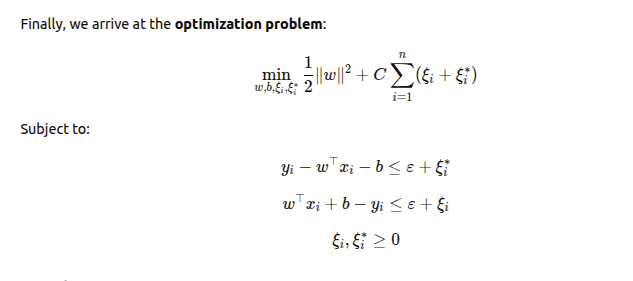 Finally, we arrive at the optimization problem:
$$\min_{w,b,\xi_i,\xi_i^*} \frac{1}{2}\|w\|^2 + C\sum_{i=1}^{n}(\xi_i + \xi_i^*)$$
Subject to:
$$y_i - w^\top x_i - b \leq \varepsilon + \xi_i^*$$
$$w^\top x_i + b - y_i \leq \varepsilon + \xi_i$$
$$\xi_i, \xi_i^* \geq 0$$